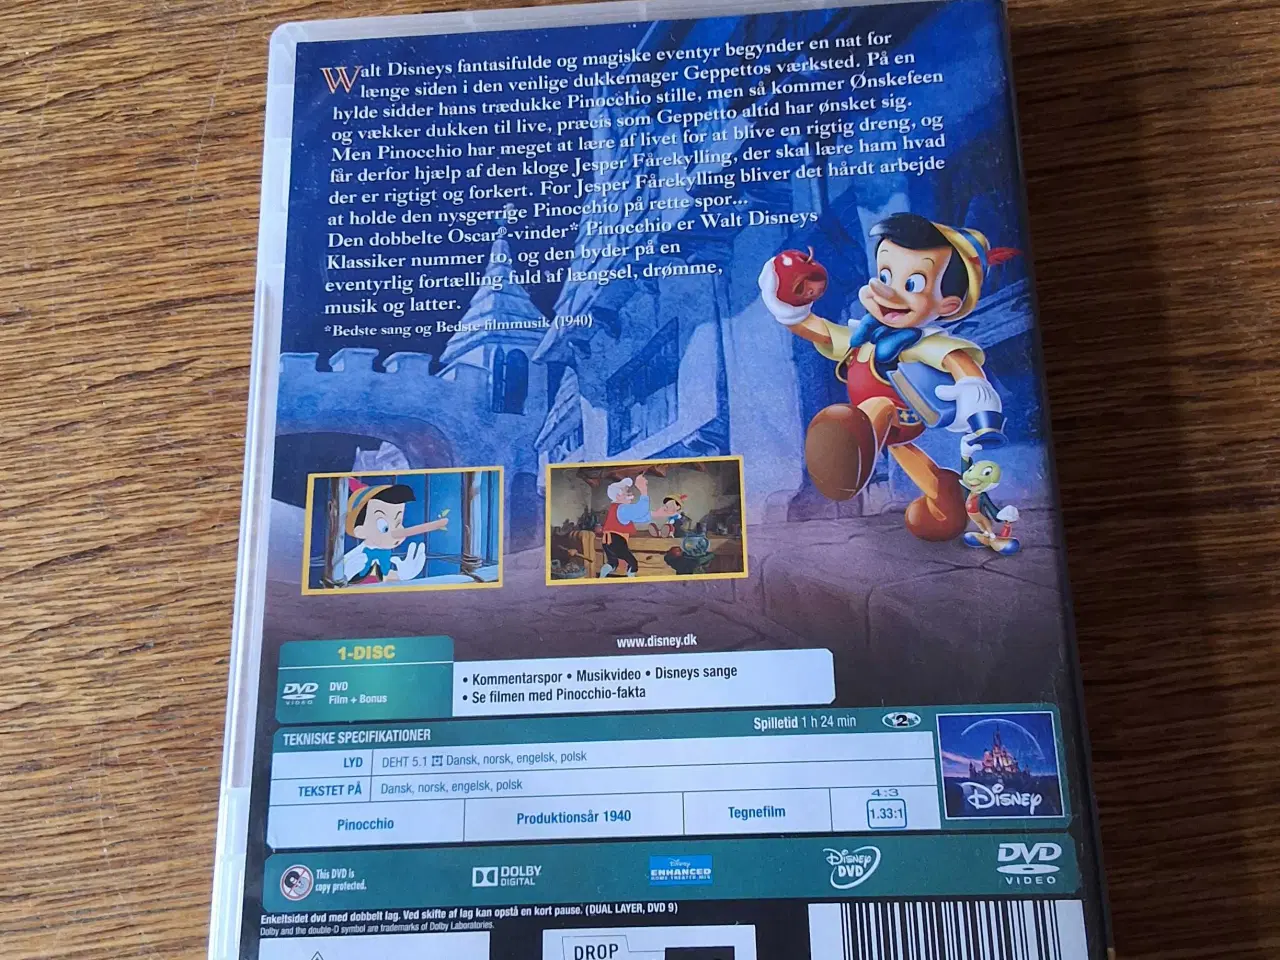 Walt Disneys fantasifulde og magiske eventyr begynder en nat for
længe siden i den venlige dukkemager Geppettos værksted. På en
hylde sidder hans trædukke Pinocchio stille, men så kommer Ønskefeen
og vækker dukken til live, præcis som Geppetto altid har ønsket sig.
Men Pinocchio har meget at lære af livet for at blive en rigtig dreng, og
får derfor hjælp af den kloge Jesper Fårekylling, der skal lære ham hvad
der er rigtigt og forkert. For Jesper Fårekylling bliver det hårdt arbejde
at holde den nysgerrige Pinocchio på rette spor...
Den dobbelte Oscar®-vinder* Pinocchio er Walt Disneys
Klassiker nummer to, og den byder på en
eventyrlig fortælling fuld af længsel, drømme,
musik og latter.
*Bedste sang og Bedste filmmusik (1940)
www.disney.dk
1-DISC
DVD VIDEO
DVD
Film + Bonus
• Kommentarspor • Musikvideo • Disneys sange
• Se filmen med Pinocchio-fakta
TEKNISKE SPECIFIKATIONER
Spilletid 1 h 24 min
2
LYD
DEHT 5.1 Dansk, norsk, engelsk, polsk
TEKSTET PÅ
Dansk, norsk, engelsk, polsk
Pinocchio
Produktionsår 1940
Tegnefilm
4:3
1.33:1
Disney
This DVD is
copy protected.
DOLBY
DIGITAL
Disney
ENHANCED
HOME THEATER MIX
Disney
DVD
DVD
VIDEO
Enkeltsidet dvd med dobbelt lag. Ved skifte af lag kan opstå en kort pause. (DUAL LAYER, DVD 9)
Dolby and the double-D symbol are trademarks of Dolby Laboratories.
DROP